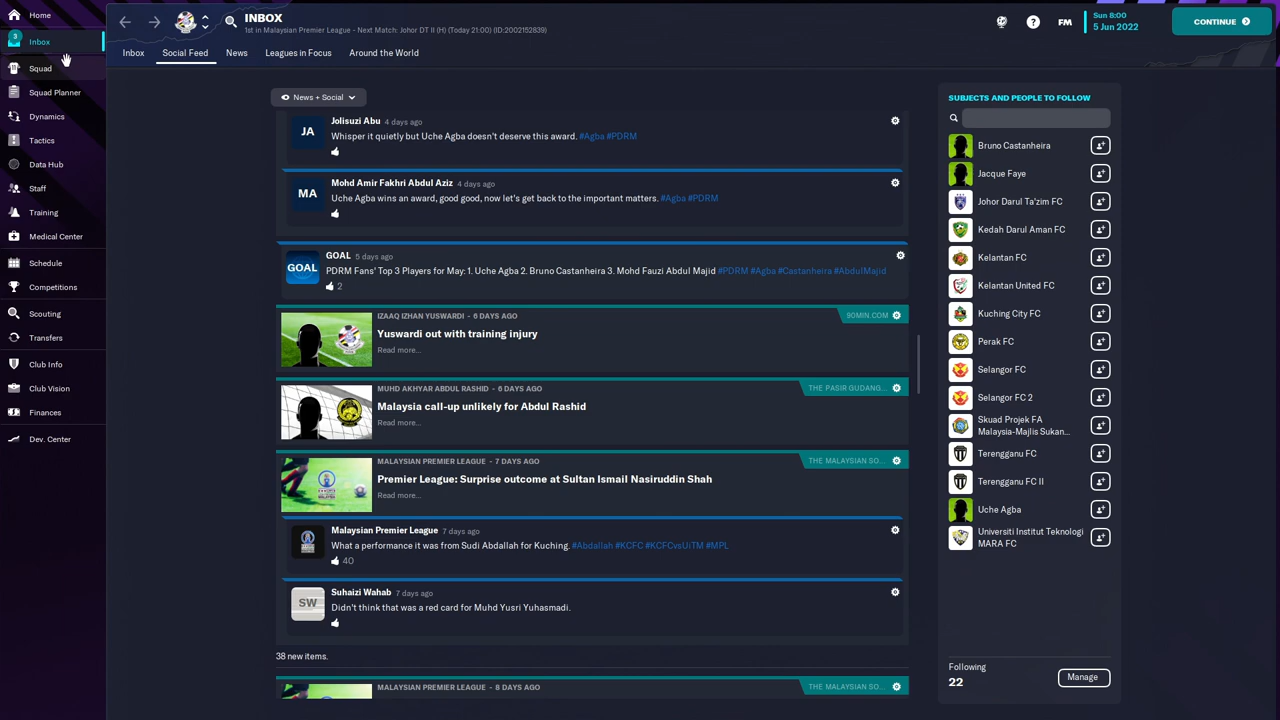 Home
3
Inbox
Squad
Squad Planner
Dynamics
Tactics
Data Hub
Staff
Training
Medical Center
Schedule
Competitions
Scouting
Transfers
Club Info
Club Vision
Finances
Dev. Center
INBOX
1st in Malaysian Premier League - Next Match: Johor DT II (H) (Today 21:00) (ID:2002152839)
?
FM
Sun 8:00
5 Jun 2022
CONTINUE
Inbox Social Feed News Leagues in Focus Around the World
News + Social
JA
Jolisuzi Abu 4 days ago
Whisper it quietly but Uche Agba doesn't deserve this award. #Agba #PDRM
MA
Mohd Amir Fakhri Abdul Aziz 4 days ago
Uche Agba wins an award, good good, now let's get back to the important matters. #Agba #PDRM
GOAL
GOAL 5 days ago
PDRM Fans' Top 3 Players for May: 1. Uche Agba 2. Bruno Castanheira 3. Mohd Fauzi Abdul Majid #PDRM #Agba #Castanheira #AbdulMajid
2
IZAAQ IZHAN YUSWARDI - 6 DAYS AGO
90MIN.COM
Yuswardi out with training injury
Read more...
MUHD AKHYAR ABDUL RASHID - 6 DAYS AGO
THE PASIR GUDANG...
Malaysia call-up unlikely for Abdul Rashid
Read more...
MALAYSIAN PREMIER LEAGUE - 7 DAYS AGO
THE MALAYSIAN SO...
Premier League: Surprise outcome at Sultan Ismail Nasiruddin Shah
Read more...
Malaysian Premier League 7 days ago
What a performance it was from Sudi Abdallah for Kuching. #Abdallah #KCFC #KCFCvsUiTM #MPL
40
SW
Suhaizi Wahab 7 days ago
Didn't think that was a red card for Muhd Yusri Yuhasmadi.
38 new items.
MALAYSIAN PREMIER LEAGUE - 8 DAYS AGO
THE MALAYSIAN SO...
SUBJECTS AND PEOPLE TO FOLLOW
Bruno Castanheira
Jacque Faye
Johor Darul Ta'zim FC
Kedah Darul Aman FC
Kelantan FC
Kelantan United FC
Kuching City FC
Perak FC
Selangor FC
Selangor FC 2
Skuad Projek FA
Malaysia-Majlis Sukan...
Terengganu FC
Terengganu FC II
Uche Agba
Universiti Institut Teknologi
MARA FC
Following
22
Manage